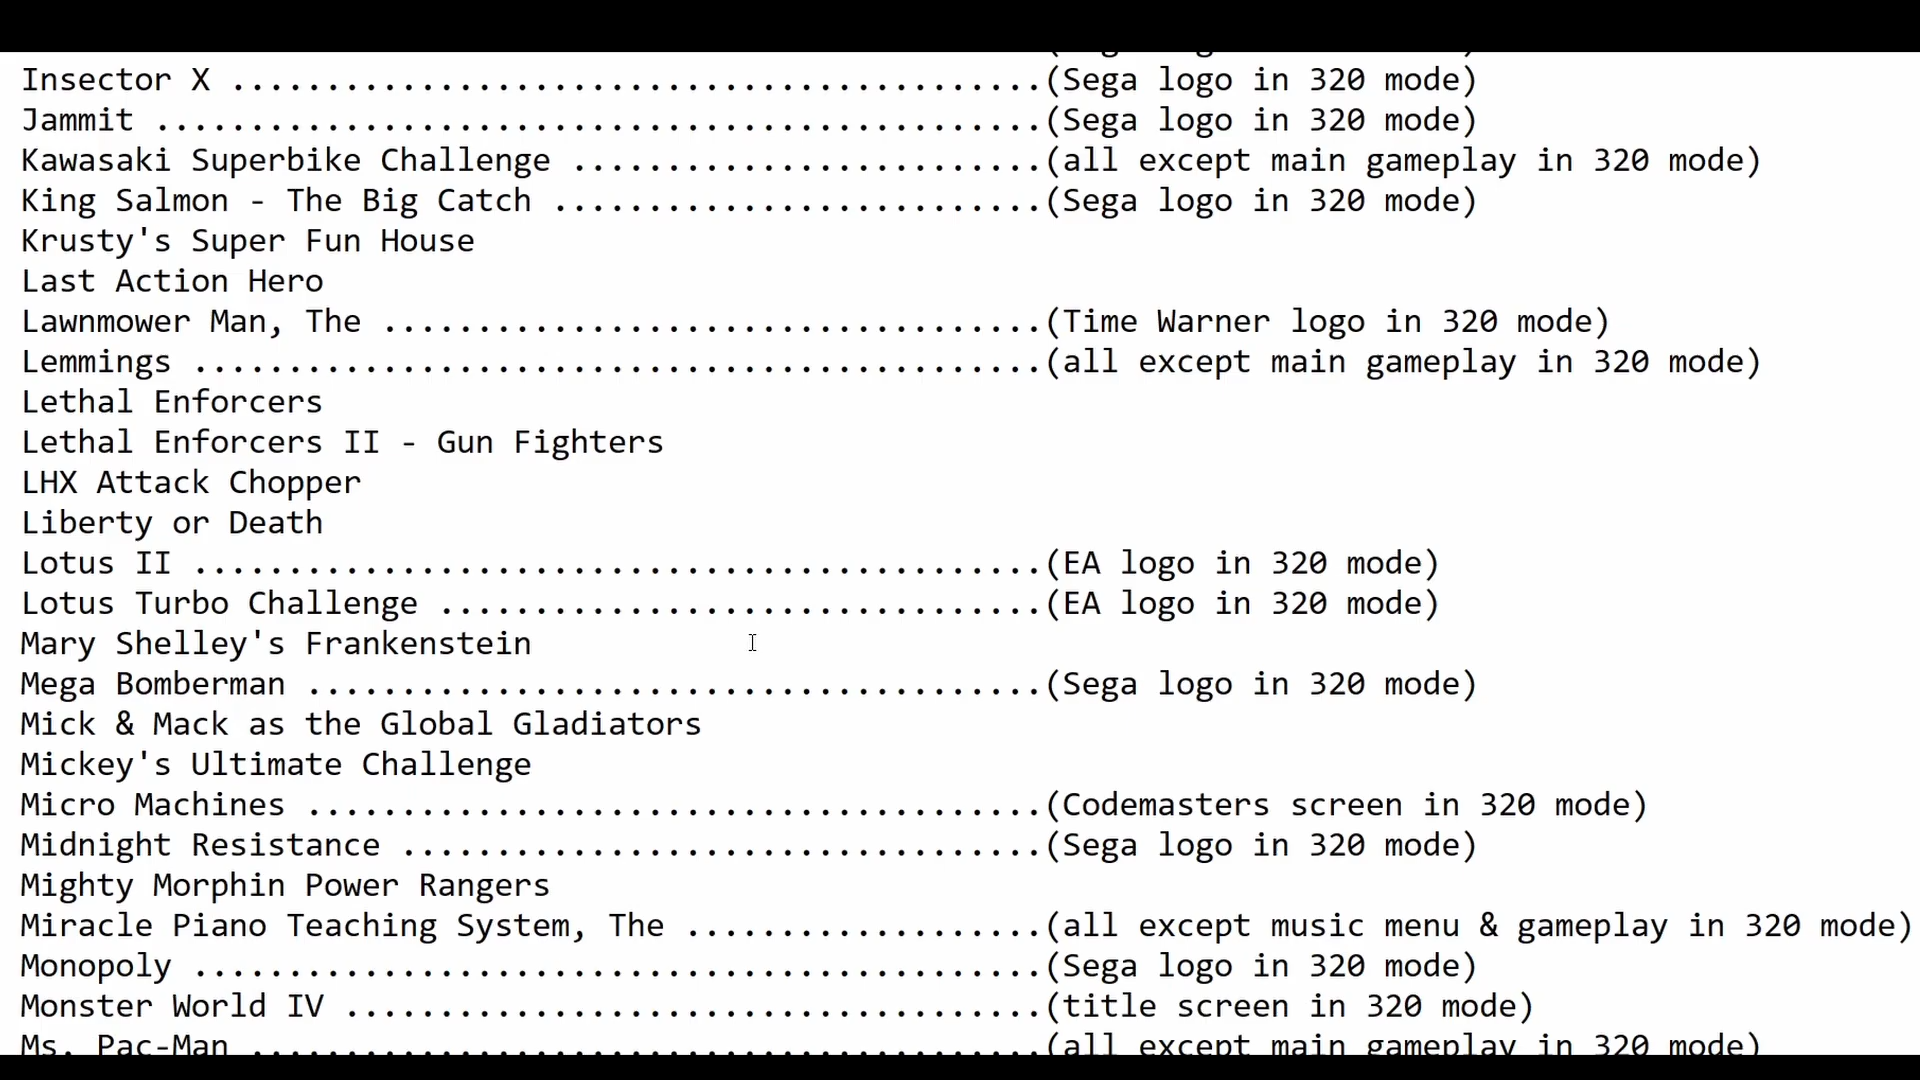 Insector X ...........................................(Sega logo in 320 mode)
Jammit ...............................................(Sega logo in 320 mode)
Kawasaki Superbike Challenge .........................(all except main gameplay in 320 mode)
King Salmon - The Big Catch ..........................(Sega logo in 320 mode)
Krusty's Super Fun House
Last Action Hero
Lawnmower Man, The ...................................(Time Warner logo in 320 mode)
Lemmings .............................................(all except main gameplay in 320 mode)
Lethal Enforcers
Lethal Enforcers II - Gun Fighters
LHX Attack Chopper
Liberty or Death
Lotus II .............................................(EA logo in 320 mode)
Lotus Turbo Challenge ................................(EA logo in 320 mode)
Mary Shelley's Frankenstein
Mega Bomberman .......................................(Sega logo in 320 mode)
Mick & Mack as the Global Gladiators
Mickey's Ultimate Challenge
Micro Machines .......................................(Codemasters screen in 320 mode)
Midnight Resistance ..................................(Sega logo in 320 mode)
Mighty Morphin Power Rangers
Miracle Piano Teaching System, The ...................(all except music menu & gameplay in 320 mode)
Monopoly .............................................(Sega logo in 320 mode)
Monster World IV .....................................(title screen in 320 mode)
Ms. Pac-Man ..........................................(all except main gameplay in 320 mode)